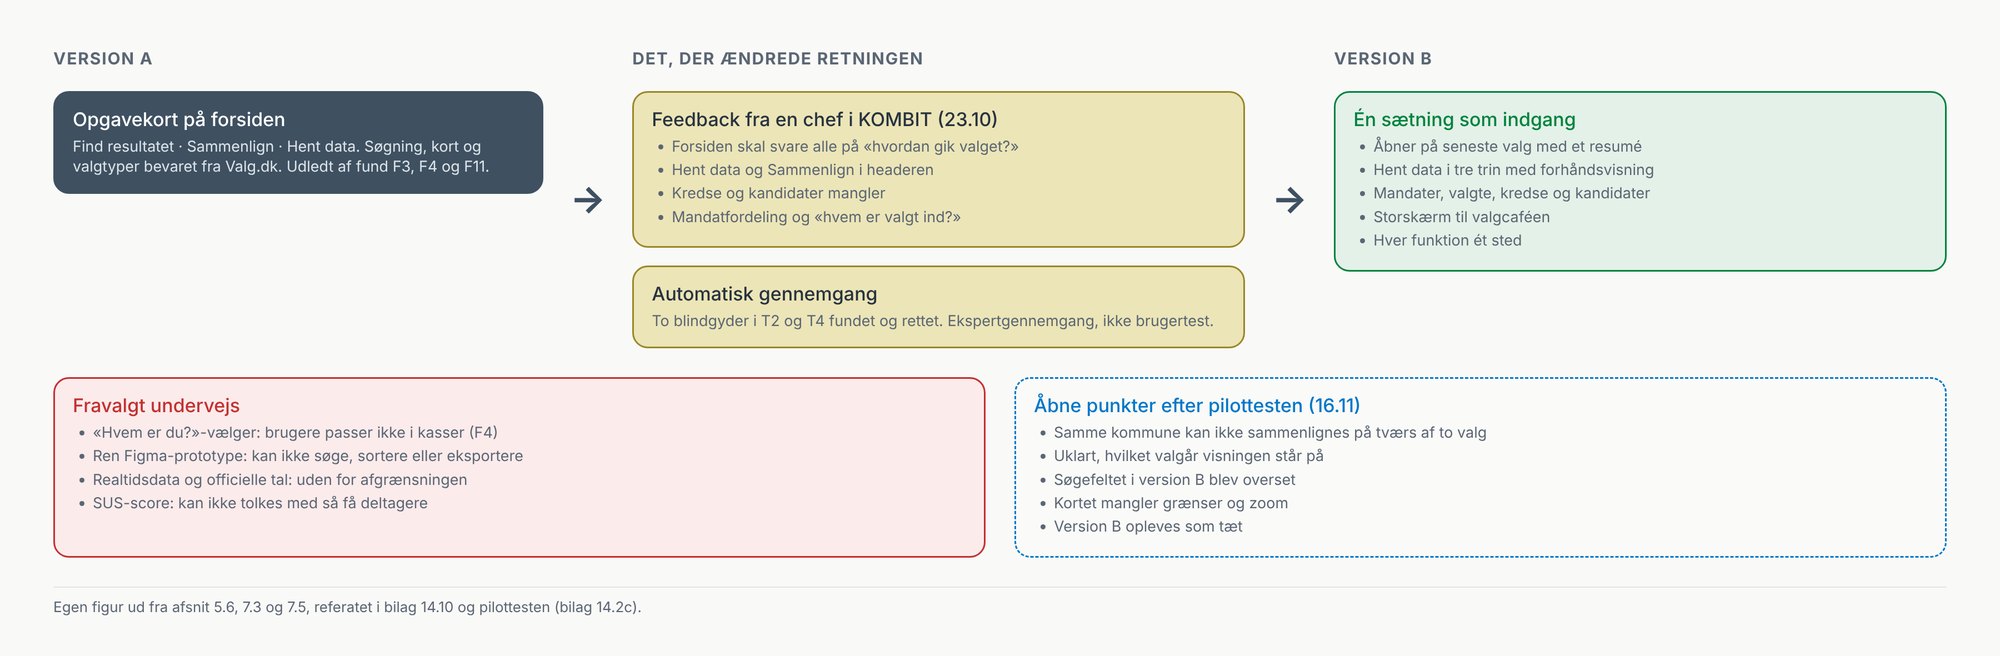 VERSION A
Opgavekort på forsiden
Find resultatet · Sammenlign · Hent data. Søgning, kort og
valgtyper bevaret fra Valg.dk. Udledt af fund F3, F4 og F11.
→
DET, DER ÆNDREDE RETNINGEN
Feedback fra en chef i KOMBIT (23.10)
• Forsiden skal svare alle på «hvordan gik valget?»
• Hent data og Sammenlign i headeren
• Kredse og kandidater mangler
• Mandatfordeling og «hvem er valgt ind?»
Automatisk gennemgang
To blindgyder i T2 og T4 fundet og rettet. Ekspertgennemgang, ikke brugertest.
→
VERSION B
Én sætning som indgang
• Åbner på seneste valg med et resumé
• Hent data i tre trin med forhåndsvisning
• Mandater, valgte, kredse og kandidater
• Storskærm til valgcaféen
• Hver funktion ét sted
Fravalgt undervejs
• «Hvem er du?»-vælger: brugere passer ikke i kasser (F4)
• Ren Figma-prototype: kan ikke søge, sortere eller eksportere
• Realtidsdata og officielle tal: uden for afgrænsningen
• SUS-score: kan ikke tolkes med så få deltagere
Åbne punkter efter pilottesten (16.11)
• Samme kommune kan ikke sammenlignes på tværs af to valg
• Uklart, hvilket valgår visningen står på
• Søgefeltet i version B blev overset
• Kortet mangler grænser og zoom
• Version B opleves som tæt
Egen figur ud fra afsnit 5.6, 7.3 og 7.5, referatet i bilag 14.10 og pilottesten (bilag 14.2c).